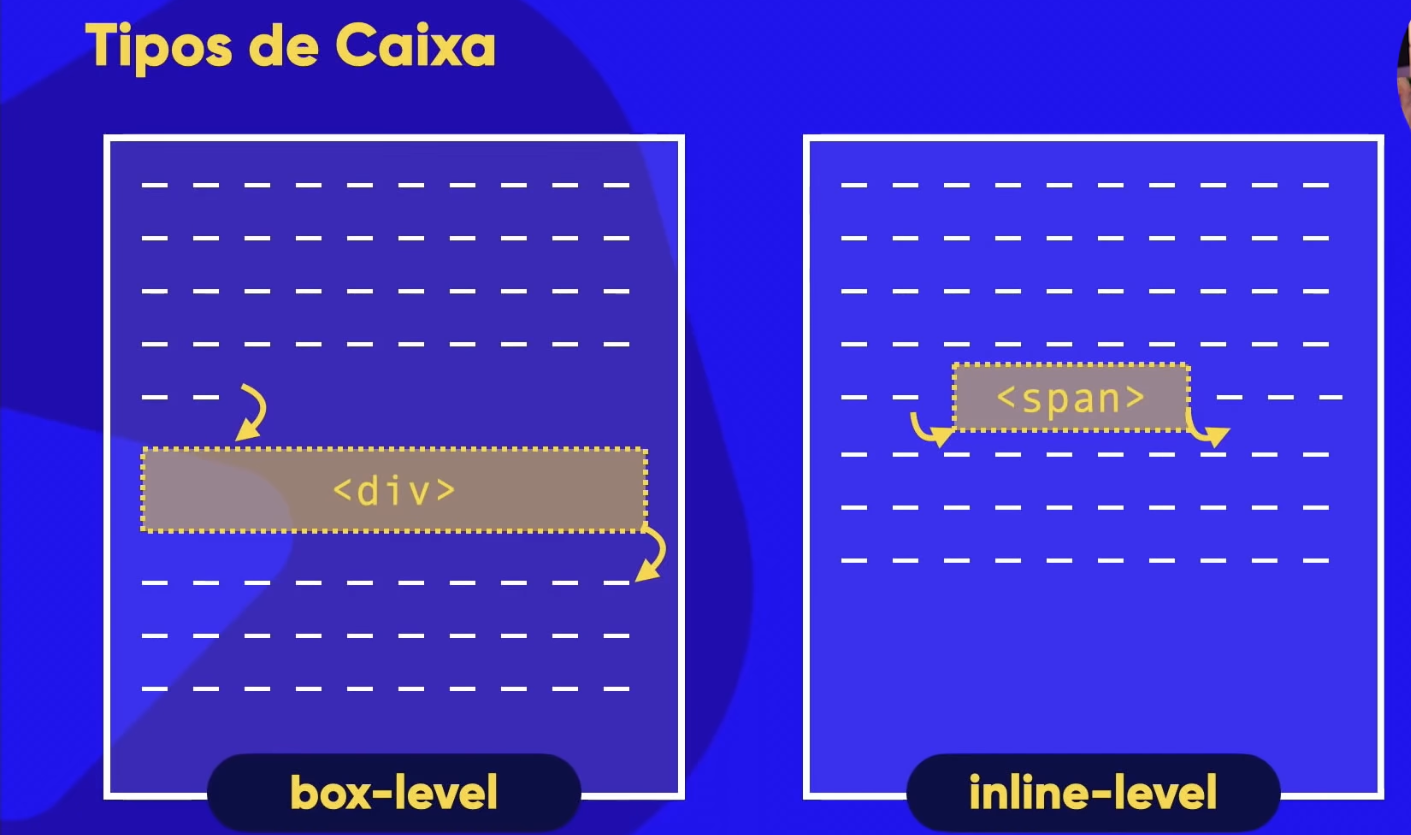 Tipos de Caixa
<div>
<span>
box-level
inline-level